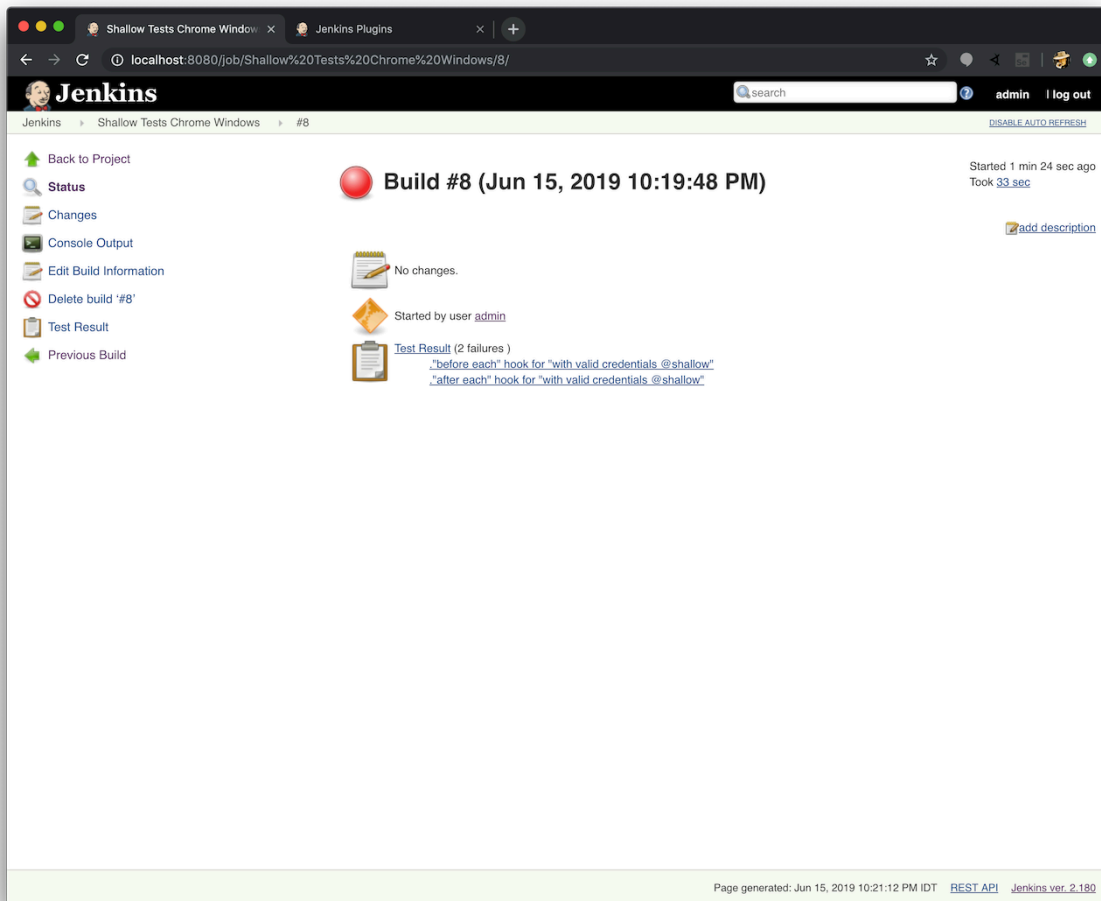 Shallow Tests Chrome Window
Jenkins Plugins
localhost:8080/job/Shallow%20Tests%20Chrome%20Windows/8/
Jenkins
search
admin
| log out
Jenkins Shallow Tests Chrome Windows #8
DISABLE AUTO REFRESH
Back to Project
Status
Changes
Console Output
Edit Build Information
Delete build ‘#8’
Test Result
Previous Build
Build #8 (Jun 15, 2019 10:19:48 PM)
Started 1 min 24 sec ago
Took 33 sec
add description
No changes.
Started by user admin
Test Result (2 failures )
."before each" hook for "with valid credentials @shallow"
."after each" hook for "with valid credentials @shallow"
Page generated: Jun 15, 2019 10:21:12 PM IDT REST API Jenkins ver. 2.180